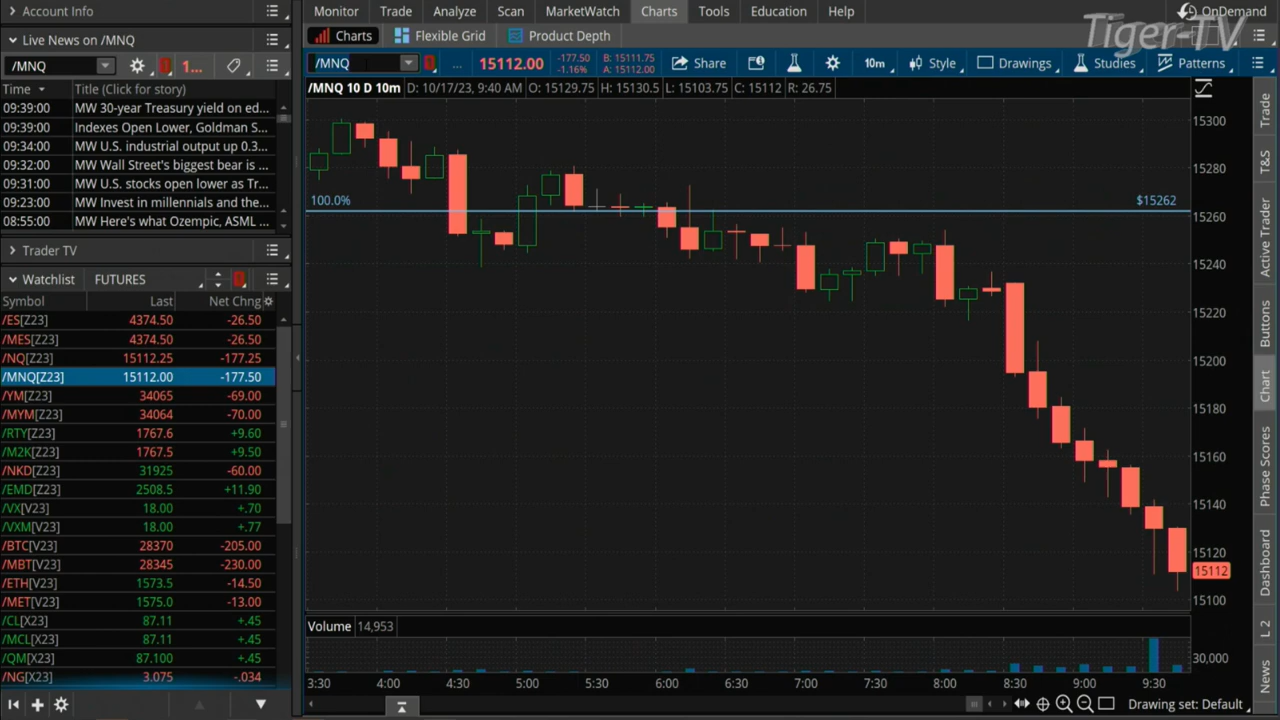 Account Info
Monitor Trade Analyze Scan MarketWatch Charts Tools Education Help OnDemand
Tiger-TV
Live News on /MNQ
Charts Flexible Grid Product Depth
/MNQ 1...
/MNQ ... 15112.00 -177.50 -1.16% B: 15111.75 A: 15112.00 Share 10m Style Drawings Studies Patterns
Time Title (Click for story)
/MNQ 10 D 10m D: 10/17/23, 9:40 AM O: 15129.75 H: 15130.5 L: 15103.75 C: 15112 R: 26.75
09:39:00 MW 30-year Treasury yield on ed...
09:39:00 Indexes Open Lower, Goldman S...
09:34:00 MW U.S. industrial output up 0.3...
09:32:00 MW Wall Street's biggest bear is ...
09:31:00 MW U.S. stocks open lower as Tr...
09:23:00 MW Invest in millennials and the...
08:55:00 MW Here's what Ozempic, ASML ...
Trader TV
Watchlist FUTURES
Symbol Last Net Chng
/ES[Z23] 4374.50 -26.50
/MES[Z23] 4374.50 -26.50
/NQ[Z23] 15112.25 -177.25
/MNQ[Z23] 15112.00 -177.50
/YM[Z23] 34065 -69.00
/MYM[Z23] 34064 -70.00
/RTY[Z23] 1767.6 +9.60
/M2K[Z23] 1767.5 +9.50
/NKD[Z23] 31925 -60.00
/EMD[Z23] 2508.5 +11.90
/VX[V23] 18.00 +.70
/VXM[V23] 18.00 +.77
/BTC[V23] 28370 -205.00
/MBT[V23] 28345 -230.00
/ETH[V23] 1573.5 -14.50
/MET[V23] 1575.0 -13.00
/CL[X23] 87.11 +.45
/MCL[X23] 87.11 +.45
/QM[X23] 87.100 +.45
/NG[X23] 3.075 -.034
100.0% $15262
15300
15280
15260
15240
15220
15200
15180
15160
15140
15120
15112
15100
Volume 14,953
30,000
3:30 4:00 4:30 5:00 5:30 6:00 6:30 7:00 7:30 8:00 8:30 9:00 9:30
Drawing set: Default
Trade
T&S
Active Trader
Buttons
Chart
Phase Scores
Dashboard
L 2
News